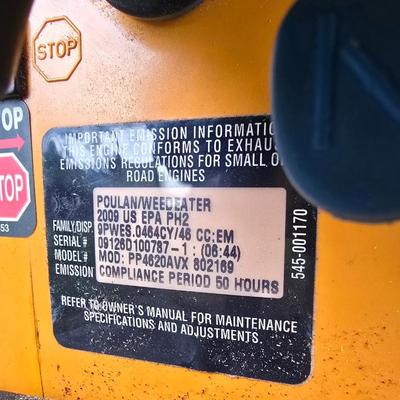 STOP
OP
TOP
53
IMPORTANT EMISSION INFORMATIO
THIS ENGINE CONFORMS TO EXHAUS
EMISSIONS REGULATIONS FOR SMALL O
ROAD ENGINES
POULAN/WEEDEATER
2009 US EPA PH2
FAMILY/DISP. 9PWES.0464CY/46 CC:EM
SERIAL# 09126D100787-1 : (06:44)
MODEL# MOD: PP4620AVX 802169
EMISSION COMPLIANCE PERIOD 50 HOURS
REFER TO OWNER'S MANUAL FOR MAINTENANCE
SPECIFICATIONS AND ADJUSTMENTS.
545-001170